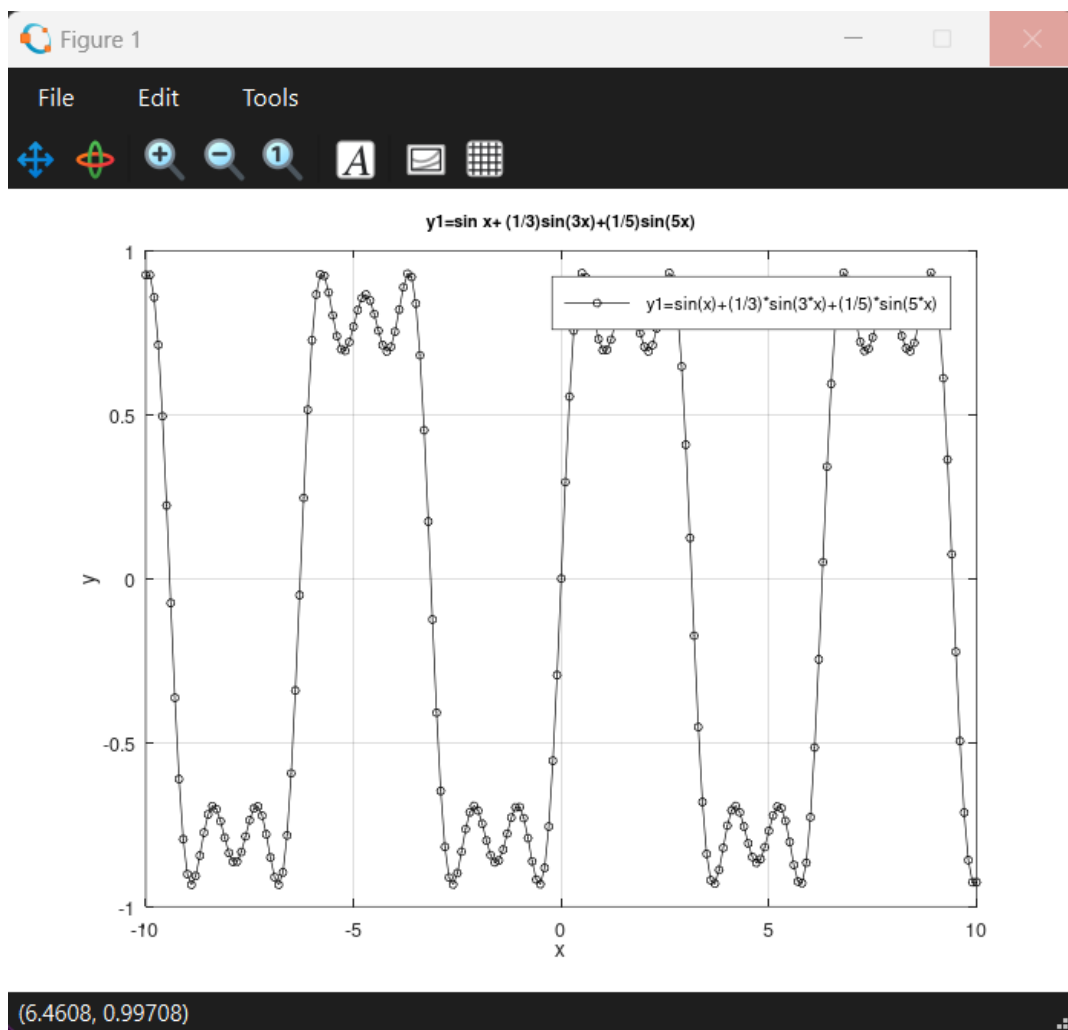 Figure 1
File Edit Tools
1 A
y1=sin x+ (1/3)sin(3x)+(1/5)sin(5x)
1
y1=sin(x)+(1/3)*sin(3*x)+(1/5)*sin(5*x)
0.5
y
0
-0.5
-1
-10 -5 0 5 10
x
(6.4608, 0.99708)